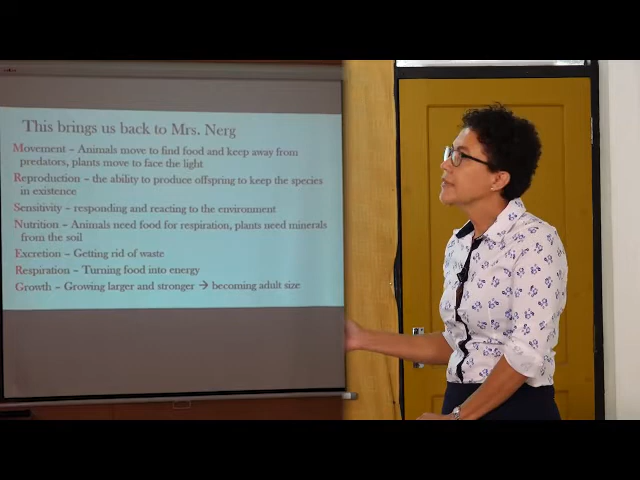 This brings us back to Mrs. Nerg
Movement – Animals move to find food and keep away from
predators, plants move to face the light
Reproduction – the ability to produce offspring to keep the species
in existence
Sensitivity – responding and reacting to the environment
Nutrition – Animals need food for respiration, plants need minerals
from the soil
Excretion – Getting rid of waste
Respiration – Turning food into energy
Growth – Growing larger and stronger → becoming adult size